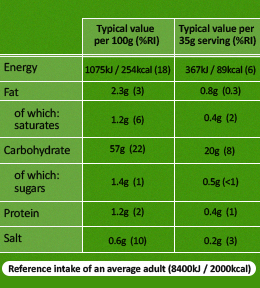 Typical value per 100g (%RI) Typical value per 35g serving (%RI)
Energy 1075kJ / 254kcal (18) 367kJ / 89kcal (6)
Fat 2.3g (3) 0.8g (0.3)
of which: saturates 1.2g (6) 0.4g (2)
Carbohydrate 57g (22) 20g (8)
of which: sugars 1.4g (1) 0.5g (<1)
Protein 1.2g (2) 0.4g (1)
Salt 0.6g (10) 0.2g (3)
Reference intake of an average adult (8400kJ / 2000kcal)